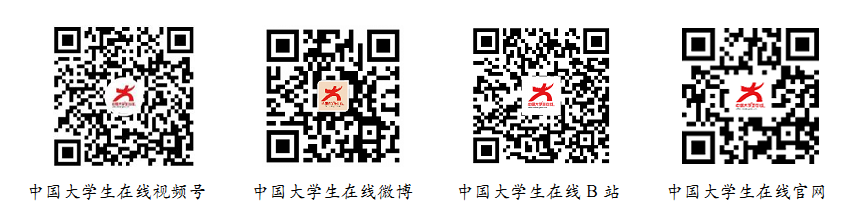 中国大学生在线视频号
中国大学生在线微博
中国大学生在线 B 站
中国大学生在线官网